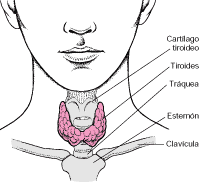 Cartílago
tiroideo
Tiroides
Tráquea
Esternón
Clavícula